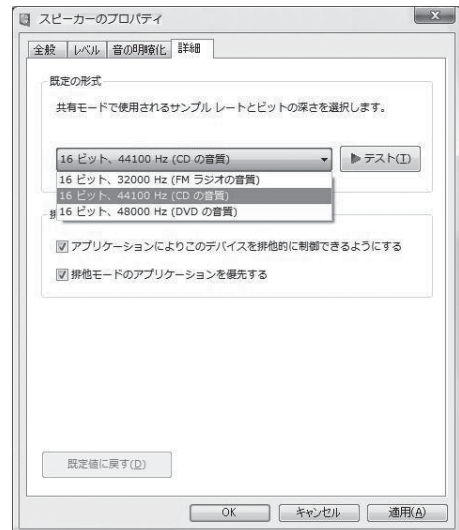 スピーカーのプロパティ
全般 レベル 音の明瞭化 詳細
既定の形式
共有モードで使用されるサンプル レートとビットの深さを選択します。
16 ビット、44100 Hz (CD の音質) ▶テスト(T)
16 ビット、32000 Hz (FM ラジオの音質)
16 ビット、44100 Hz (CD の音質)
16 ビット、48000 Hz (DVD の音質)
アプリケーションによりこのデバイスを排他的に制御できるようにする
排他モードのアプリケーションを優先する
既定値に戻す(D)
OK キャンセル 適用(A)